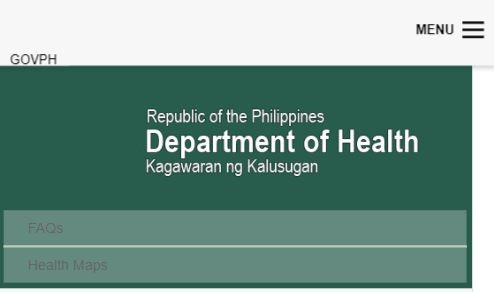 MENU
GOVPH
Republic of the Philippines
Department of Health
Kagawaran ng Kalusugan
FAQs
Health Maps